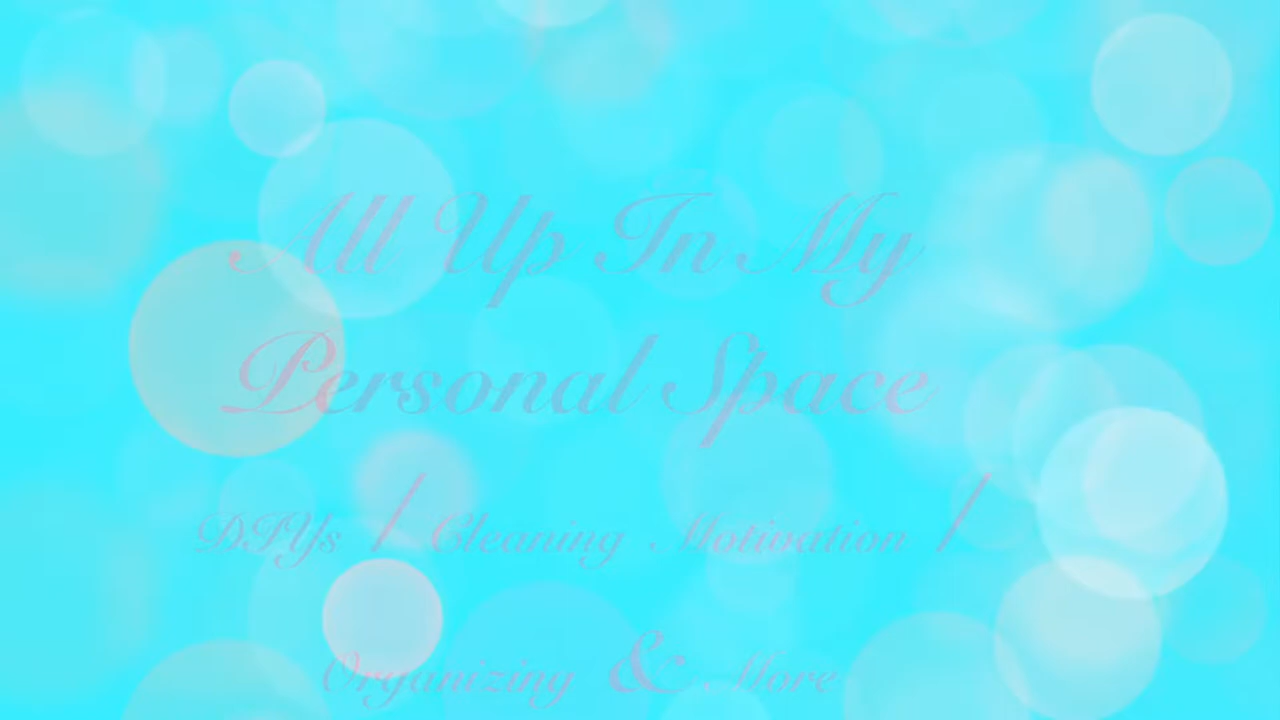 All Up In My
Personal Space
DIYs / Cleaning Motivation /
Organizing & More